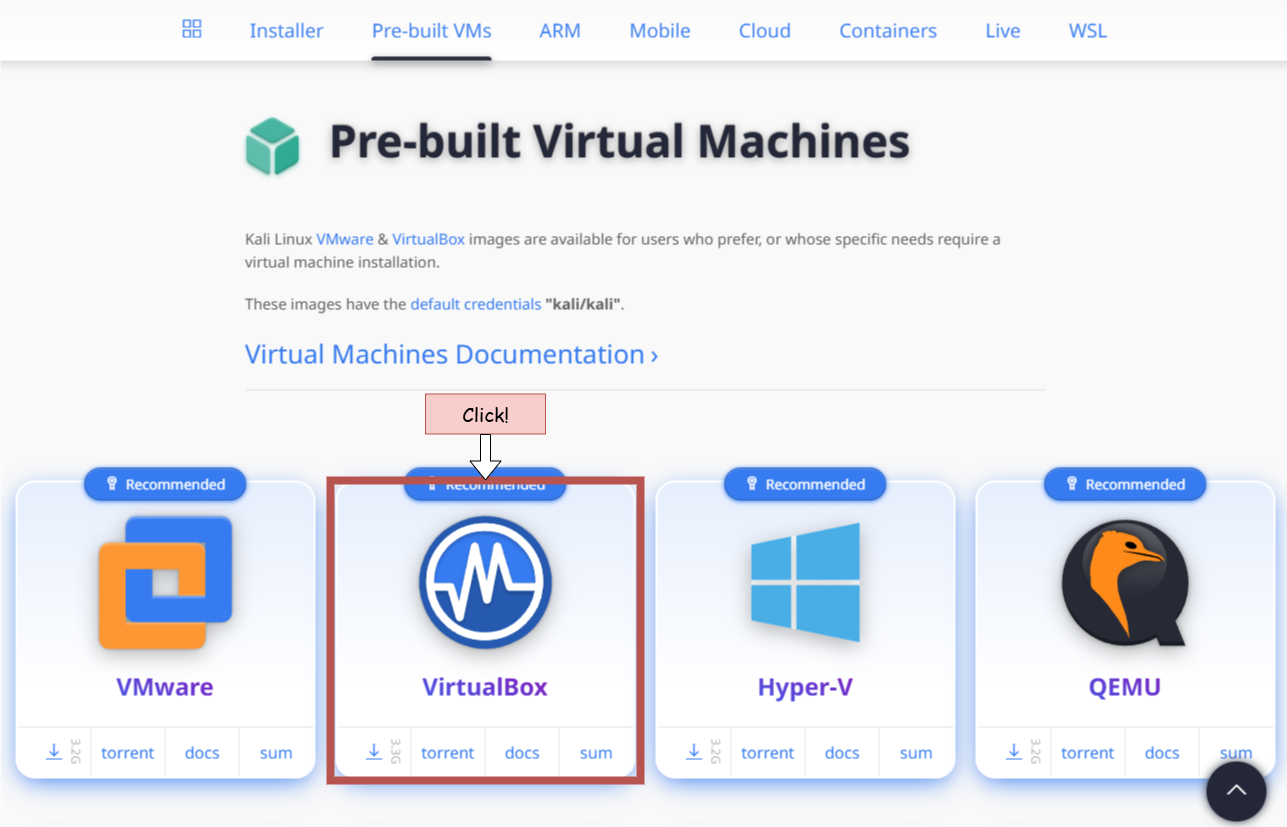 Installer Pre-built VMs ARM Mobile Cloud Containers Live WSL
Pre-built Virtual Machines
Kali Linux VMware & VirtualBox images are available for users who prefer, or whose specific needs require a
virtual machine installation.
These images have the default credentials "kali/kali".
Virtual Machines Documentation ›
Click!
Recommended Recommended Recommended Recommended
VMware VirtualBox Hyper-V QEMU
3.2G torrent docs sum 3.3G torrent docs sum 3.2G torrent docs sum 3.2G torrent docs sum